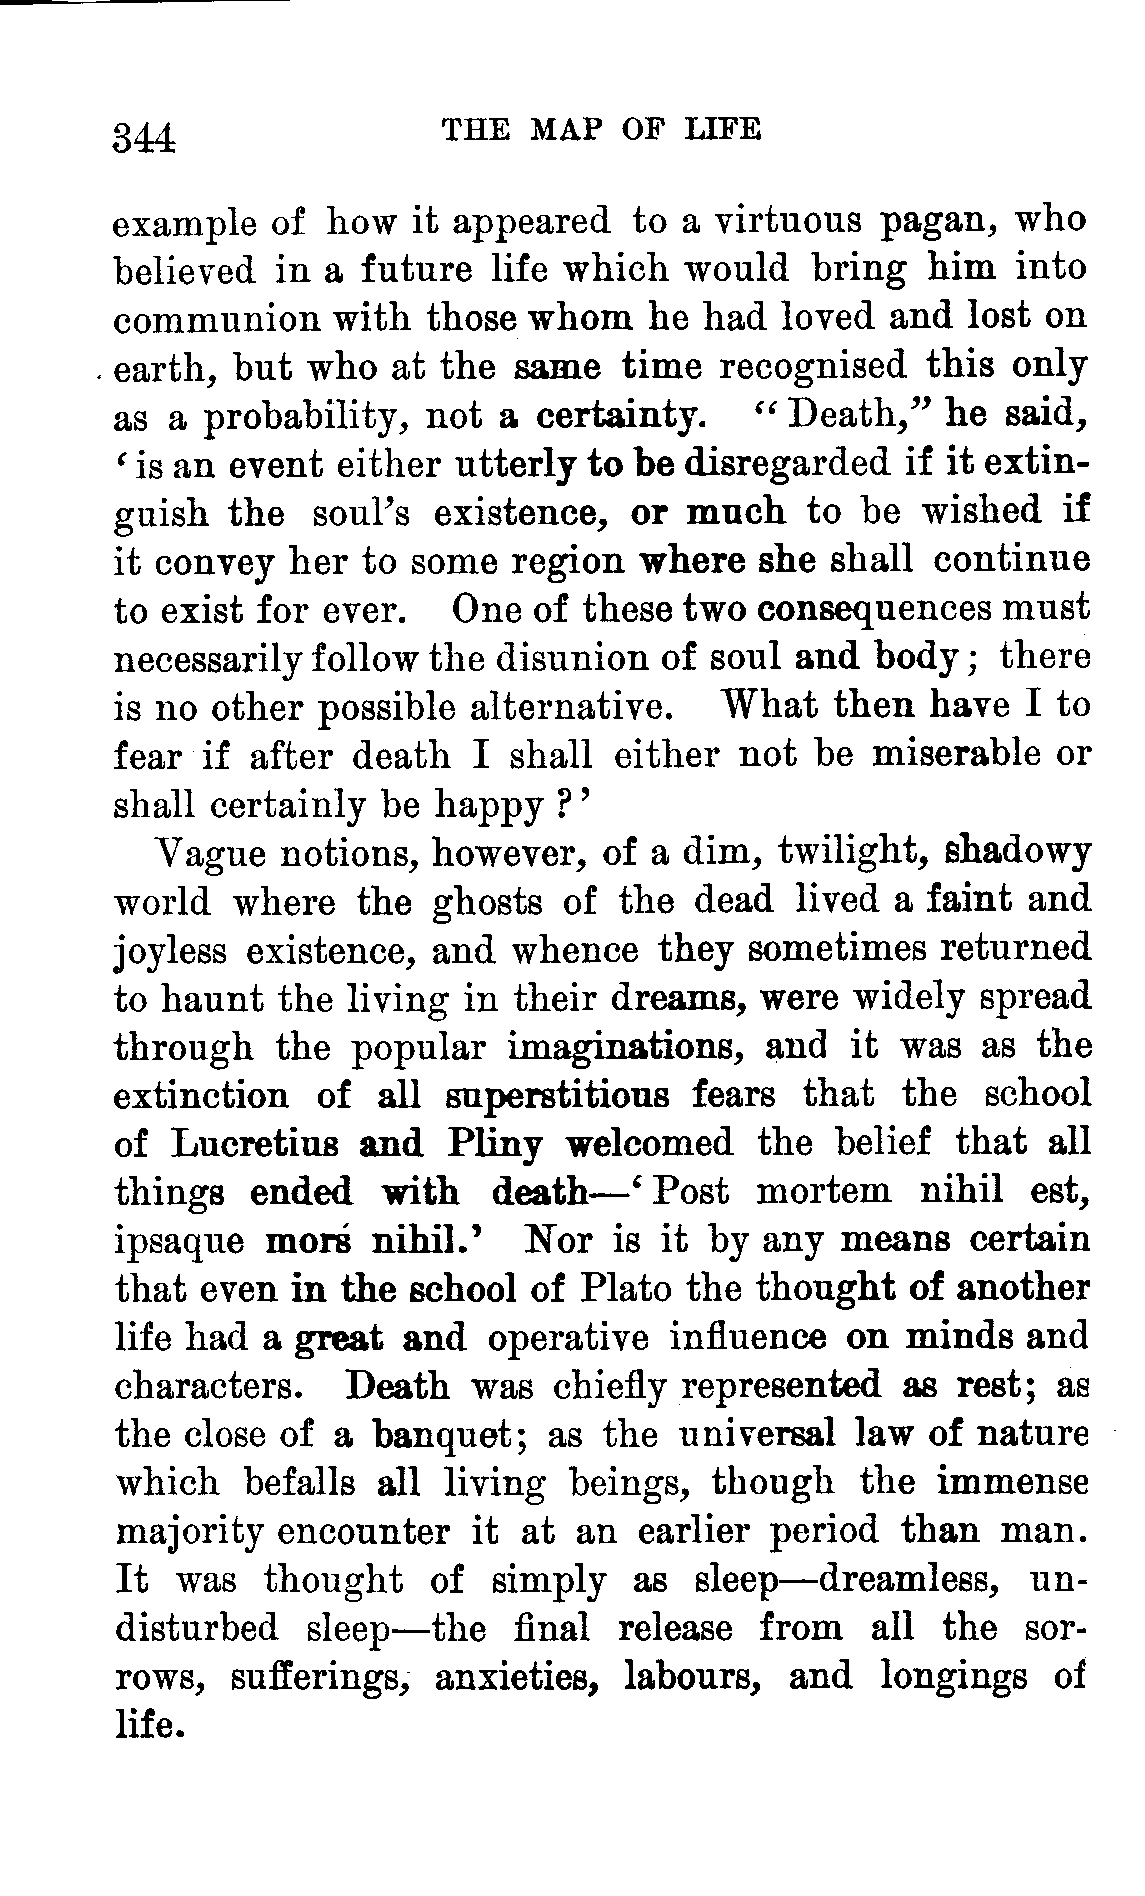 344 THE MAP OF LIFE
example of how it appeared to a virtuous pagan, who
believed in a future life which would bring him into
communion with those whom he had loved and lost on
earth, but who at the same time recognised this only
as a probability, not a certainty. “Death,” he said,
‘is an event either utterly to be disregarded if it extin-
guish the soul’s existence, or much to be wished if
it convey her to some region where she shall continue
to exist for ever. One of these two consequences must
necessarily follow the disunion of soul and body; there
is no other possible alternative. What then have I to
fear if after death I shall either not be miserable or
shall certainly be happy?’
Vague notions, however, of a dim, twilight, shadowy
world where the ghosts of the dead lived a faint and
joyless existence, and whence they sometimes returned
to haunt the living in their dreams, were widely spread
through the popular imaginations, and it was as the
extinction of all superstitious fears that the school
of Lucretius and Pliny welcomed the belief that all
things ended with death—‘Post mortem nihil est,
ipsaque mors nihil.’ Nor is it by any means certain
that even in the school of Plato the thought of another
life had a great and operative influence on minds and
characters. Death was chiefly represented as rest; as
the close of a banquet; as the universal law of nature
which befalls all living beings, though the immense
majority encounter it at an earlier period than man.
It was thought of simply as sleep—dreamless, un-
disturbed sleep—the final release from all the sor-
rows, sufferings, anxieties, labours, and longings of
life.